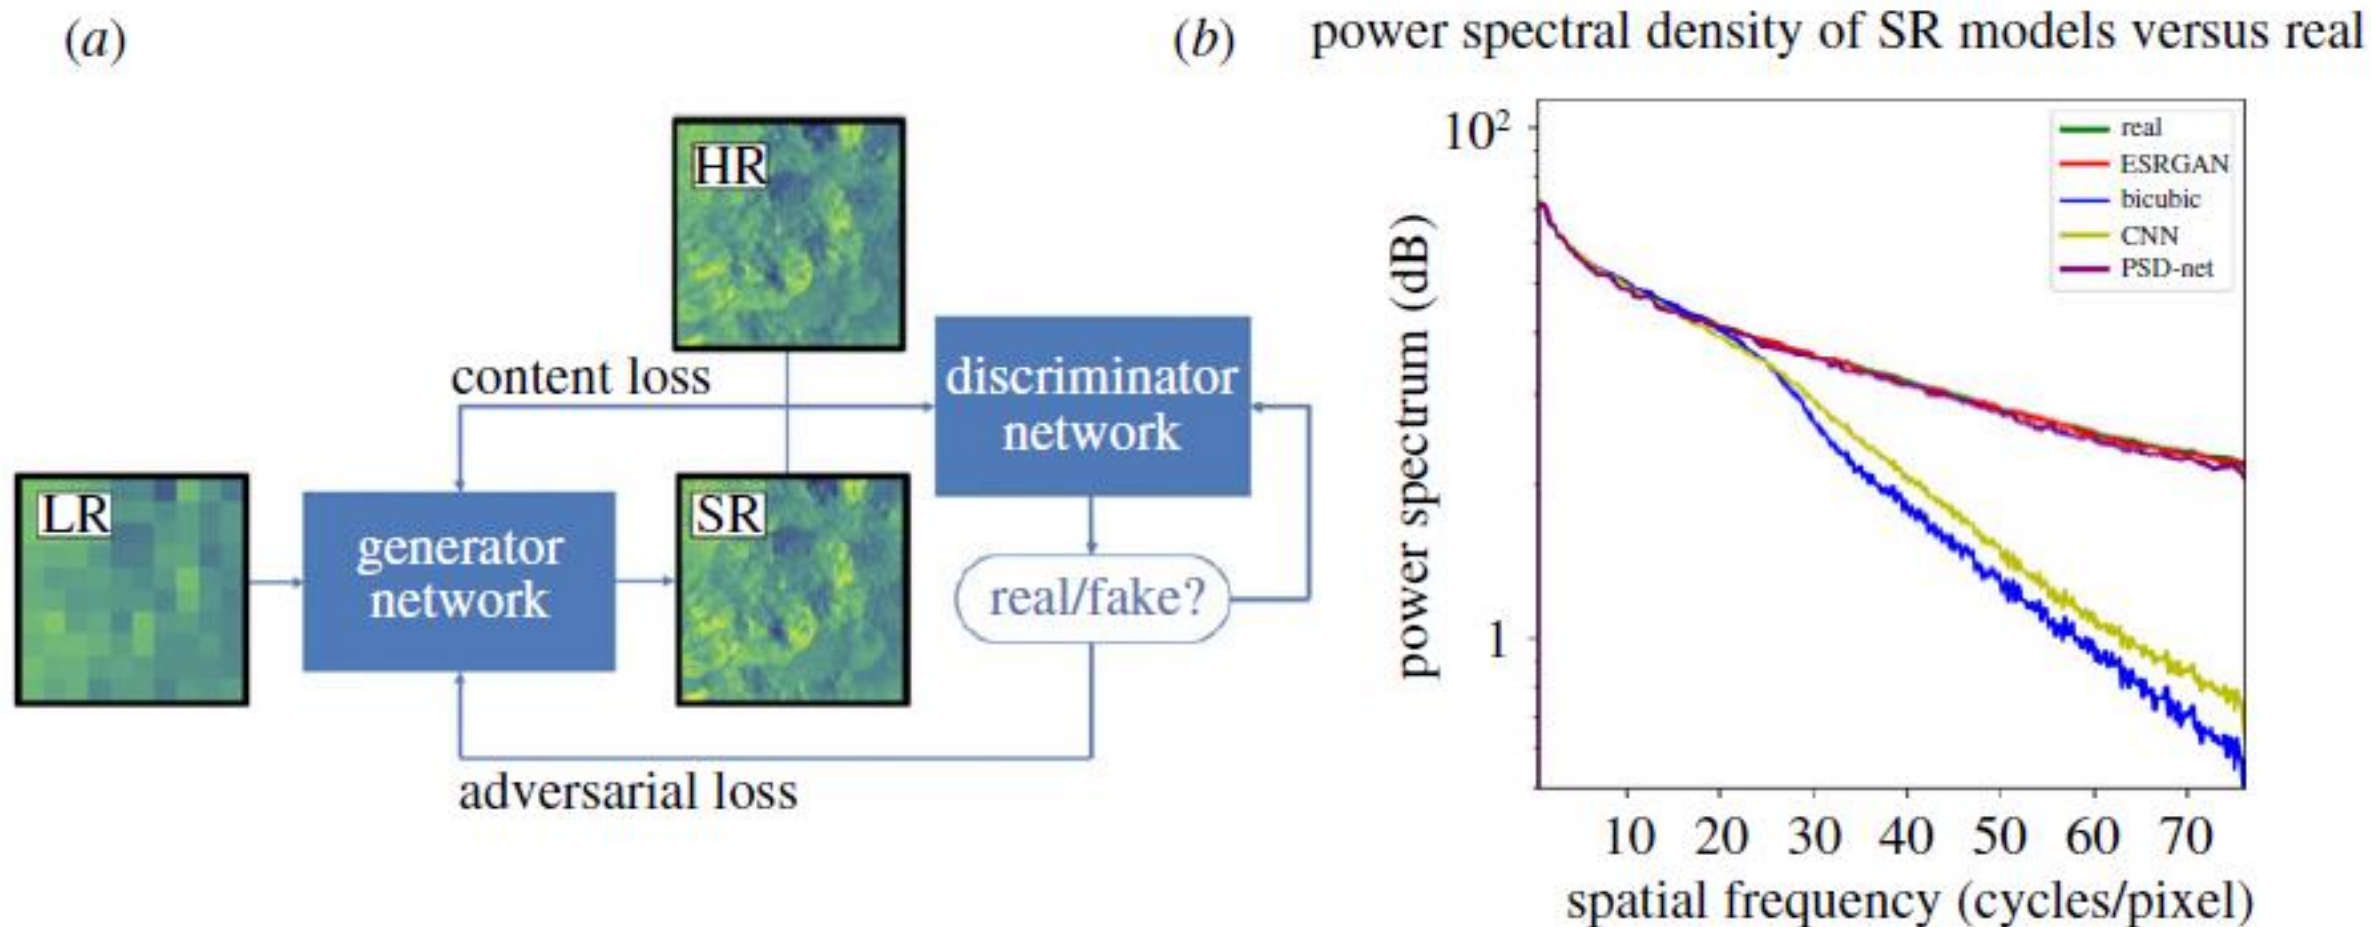 (a)
HR
content loss
discriminator
network
LR
generator
network
SR
real/fake?
adversarial loss
(b) power spectral density of SR models versus real
10²
real
ESRGAN
bicubic
CNN
PSD-net
power spectrum (dB)
1
10 20 30 40 50 60 70
spatial frequency (cycles/pixel)